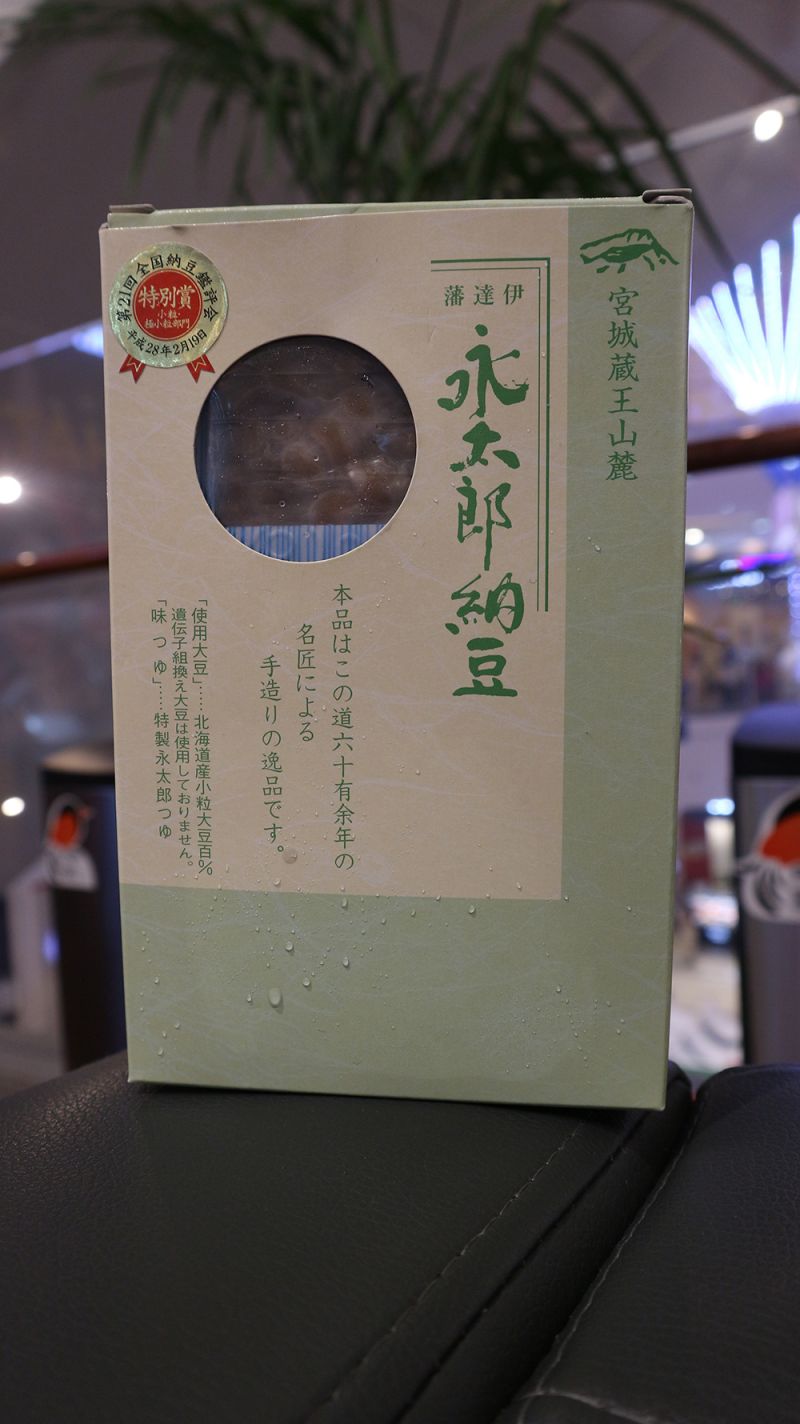 宮城蔵王山麓
伊達藩
永太郎納豆
本品はこの道六十有余年の
名匠による
手造りの逸品です。
「使用大豆」……北海道産小粒大豆百%
遺伝子組換え大豆は使用しておりません。
「味つゆ」……特製永太郎つゆ
第21回全国納豆鑑評会
特別賞
小粒・
極小粒部門
平成28年2月19日